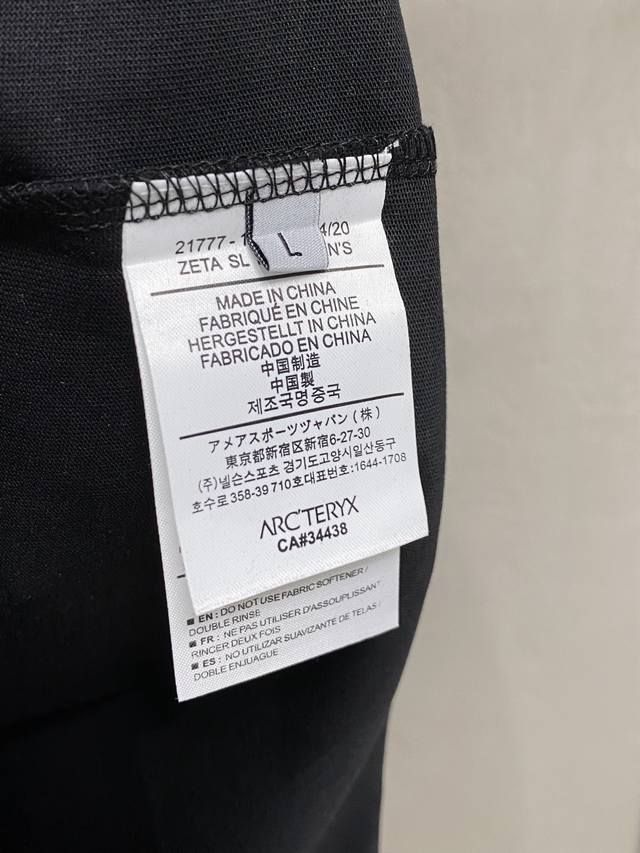 21777- 4/20
L
ZETA SL N'S
MADE IN CHINA
FABRIQUÉ EN CHINE
HERGESTELLT IN CHINA
FABRICADO EN CHINA
中国制造
中国製
제조국명중국
アメアスポーツジャパン(株)
東京都新宿区新宿6-27-30
(주)넬슨스포츠 경기도고양시일산동구
호수로 358-39 710호대표번호: 1644-1708
ARC'TERYX
CA#34438
■ EN: DO NOT USE FABRIC SOFTENER /
DOUBLE RINSE
■ FR: NE PAS UTILISER D'ASSOUPLISSANT
RINCER DEUX FOIS
■ ES: NO UTILIZAR SUAVIZANTE DE TELAS /
DOBLE ENJUAGUE